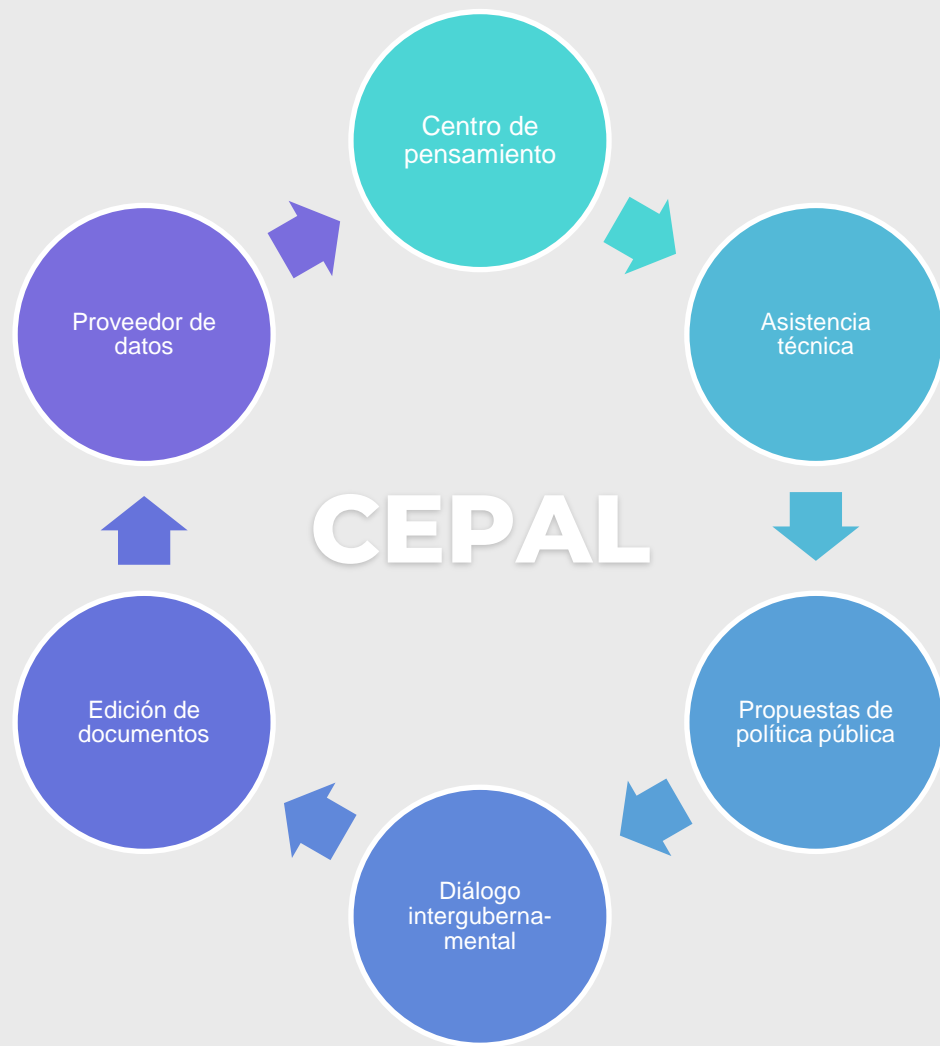 Centro de
pensamiento
Asistencia
técnica
Propuestas de
política pública
Diálogo
interguberna-
mental
Edición de
documentos
Proveedor de
datos
CEPAL